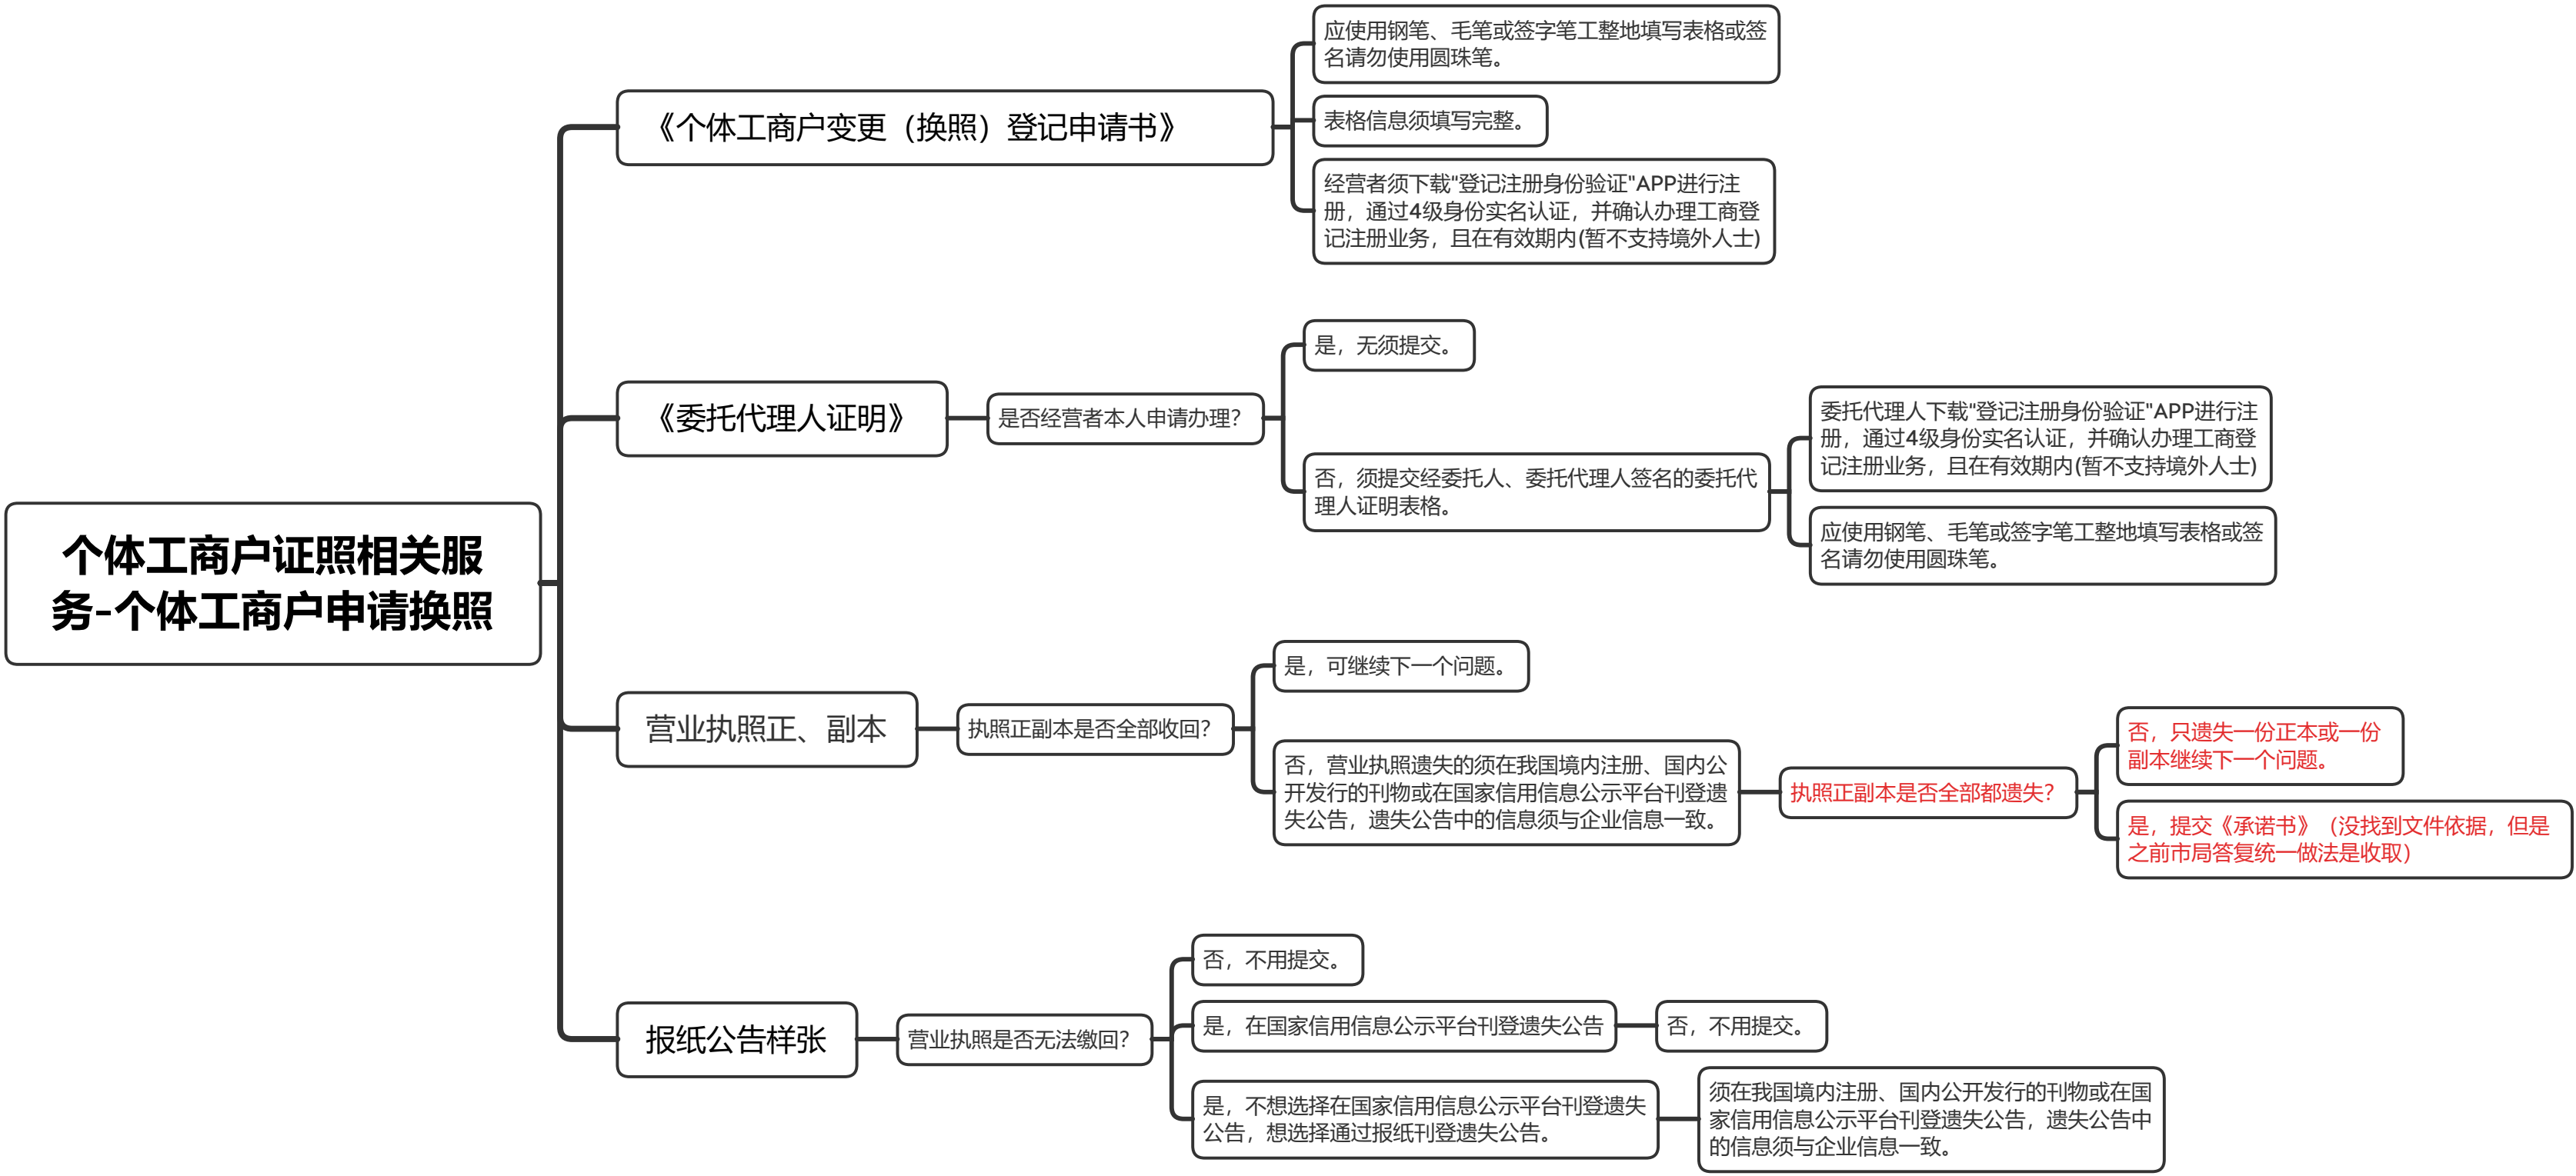 个体工商户证照相关服
务-个体工商户申请换照
《个体工商户变更（换照）登记申请书》
应使用钢笔、毛笔或签字笔工整地填写表格或签
名请勿使用圆珠笔。
表格信息须填写完整。
经营者须下载"登记注册身份验证"APP进行注
册，通过4级身份实名认证，并确认办理工商登
记注册业务，且在有效期内(暂不支持境外人士)
《委托代理人证明》
是否经营者本人申请办理？
是，无须提交。
否，须提交经委托人、委托代理人签名的委托代
理人证明表格。
委托代理人下载"登记注册身份验证"APP进行注
册，通过4级身份实名认证，并确认办理工商登
记注册业务，且在有效期内(暂不支持境外人士)
应使用钢笔、毛笔或签字笔工整地填写表格或签
名请勿使用圆珠笔。
营业执照正、副本
执照正副本是否全部收回？
是，可继续下一个问题。
否，营业执照遗失的须在我国境内注册、国内公
开发行的刊物或在国家信用信息公示平台刊登遗
失公告，遗失公告中的信息须与企业信息一致。
执照正副本是否全部都遗失？
否，只遗失一份正本或一份
副本继续下一个问题。
是，提交《承诺书》（没找到文件依据，但是
之前市局答复统一做法是收取）
报纸公告样张
营业执照是否无法缴回？
否，不用提交。
是，在国家信用信息公示平台刊登遗失公告
否，不用提交。
是，不想选择在国家信用信息公示平台刊登遗失
公告，想选择通过报纸刊登遗失公告。
须在我国境内注册、国内公开发行的刊物或在国
家信用信息公示平台刊登遗失公告，遗失公告中
的信息须与企业信息一致。